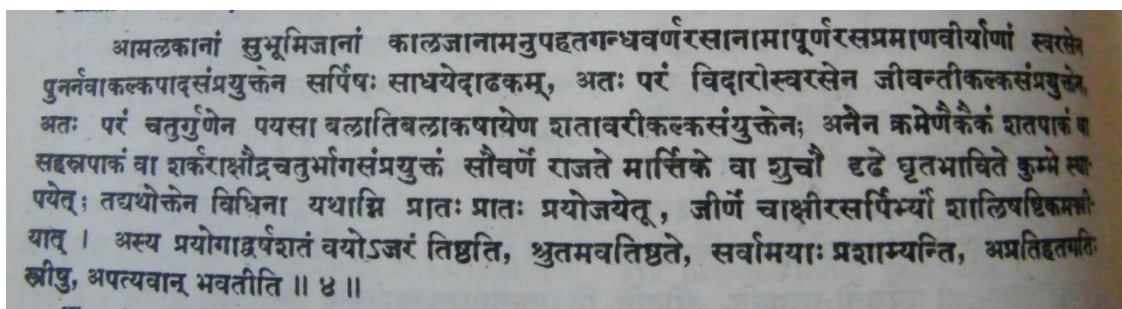 आमलकानां सुभूमिजानां कालजानामनुपहतगन्धवर्णरसानामापूर्णरसप्रमाणवीर्याणां स्वरसेन
पुनर्नवाकल्कपादसंप्रयुक्तेन सर्पिषः साधयेदाढकम्, अतः परं विदारीस्वरसेन जीवन्तीकल्कसंप्रयुक्तेन,
अतः परं चतुर्गुणेन पयसा बलातिबलाकषायेण शतावरीकल्कसंयुक्तेन; अनेन क्रमेणैकैकं शतपाकं वा
सहस्रपाकं वा शर्कराक्षौद्रचतुर्भागसंप्रयुक्तं सौवर्णे राजते मार्त्तिके वा शुचौ दृढे घृतभाविते कुम्भे स्था-
पयेत्; तद्यथोक्तेन विधिना यथाग्नि प्रातः प्रातः प्रयोजयेत् , जीर्णे चाक्षीरसर्पिर्भ्यां शालिषष्टिकमश्नी-
यात् । अस्य प्रयोगाद्वर्षशतं वयोऽजरं तिष्ठति, श्रुतमवतिष्ठते, सर्वामयाः प्रशाम्यन्ति, अप्रतिहतगतिः
स्त्रीषु, अपत्यवान् भवतीति ॥ ४ ॥